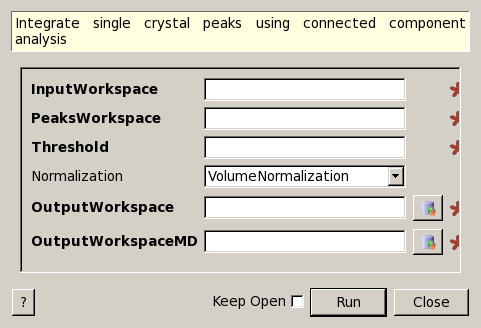 Integrate single crystal peaks using connected component
analysis
InputWorkspace
PeaksWorkspace
Threshold
Normalization VolumeNormalization
OutputWorkspace
OutputWorkspaceMD
? Keep Open Run Close